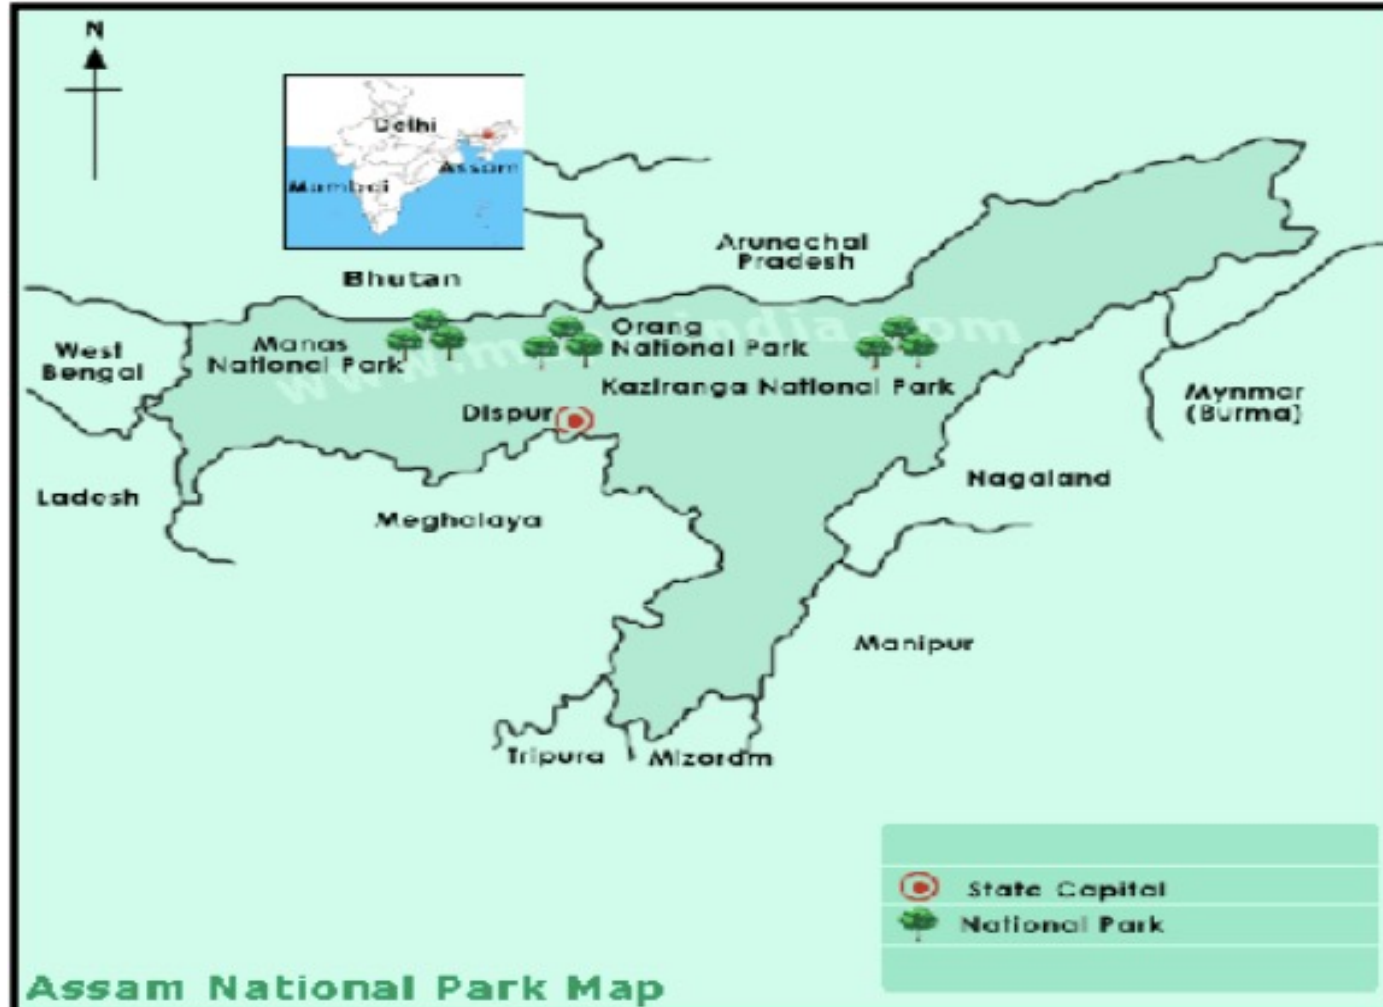 N
Delhi
Assam
Mumbai
Arunachal
Pradesh
Bhutan
Manas
National Park
Orang
National Park
West
Bengal
Kaziranga National Park
Mynmar
(Burma)
Dispur
Nagaland
Ladesh
Meghalaya
Manipur
Tripura
Mizoram
State Capital
National Park
Assam National Park Map